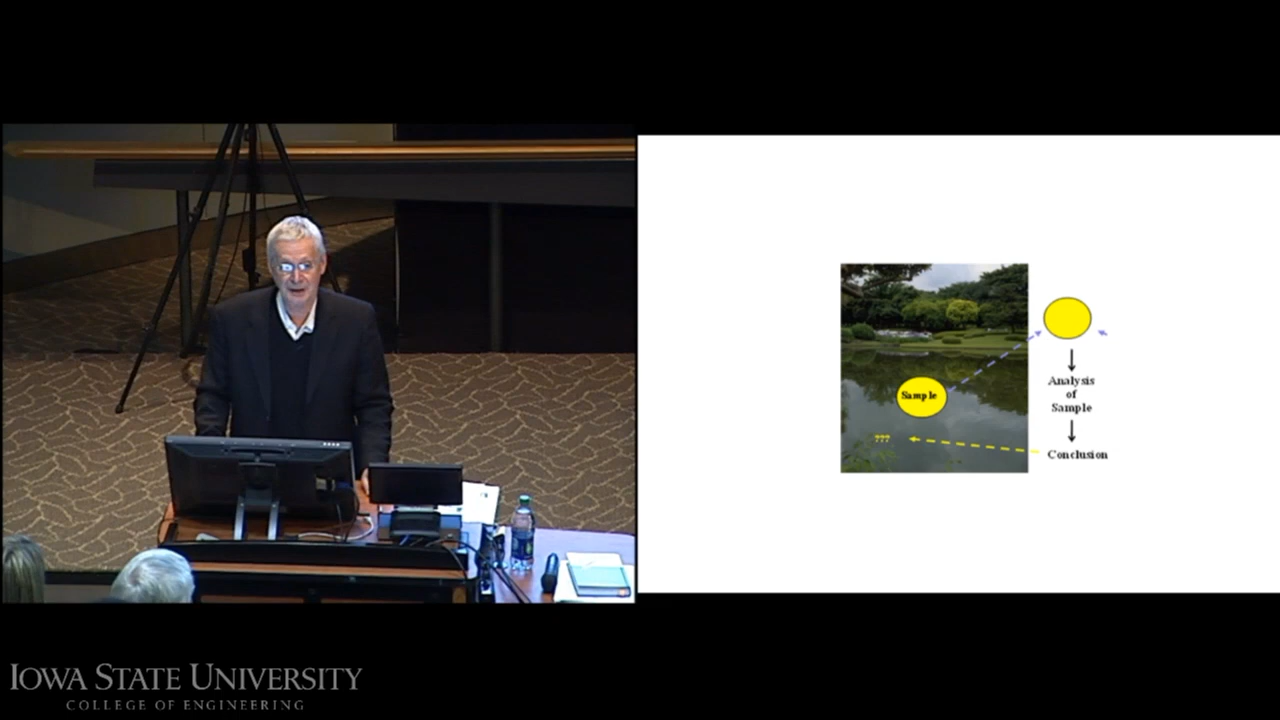 Sample
???
Analysis
of
Sample
Conclusion
IOWA STATE UNIVERSITY
COLLEGE OF ENGINEERING